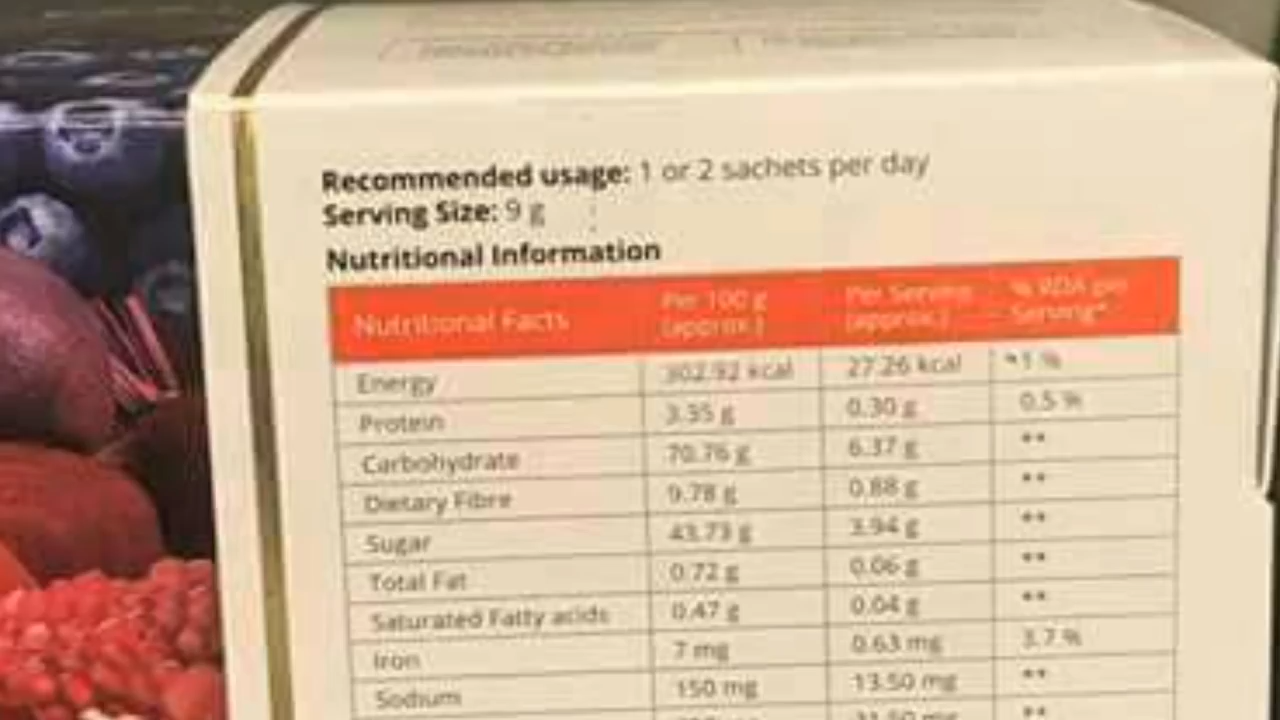 Recommended usage: 1 or 2 sachets per day
Serving Size: 9 g
Nutritional Information
Nutritional Facts Per 100 g (approx.) Per Serving (approx.) % RDA per Serving*
Energy 302.92 kcal 27.26 kcal 1 %
Protein 3.35 g 0.30 g 0.5 %
Carbohydrate 70.76 g 6.37 g **
Dietary Fibre 9.78 g 0.88 g **
Sugar 43.73 g 3.94 g **
Total Fat 0.72 g 0.06 g **
Saturated Fatty acids 0.47 g 0.04 g **
Iron 7 mg 0.63 mg 3.7 %
Sodium 150 mg 13.50 mg **